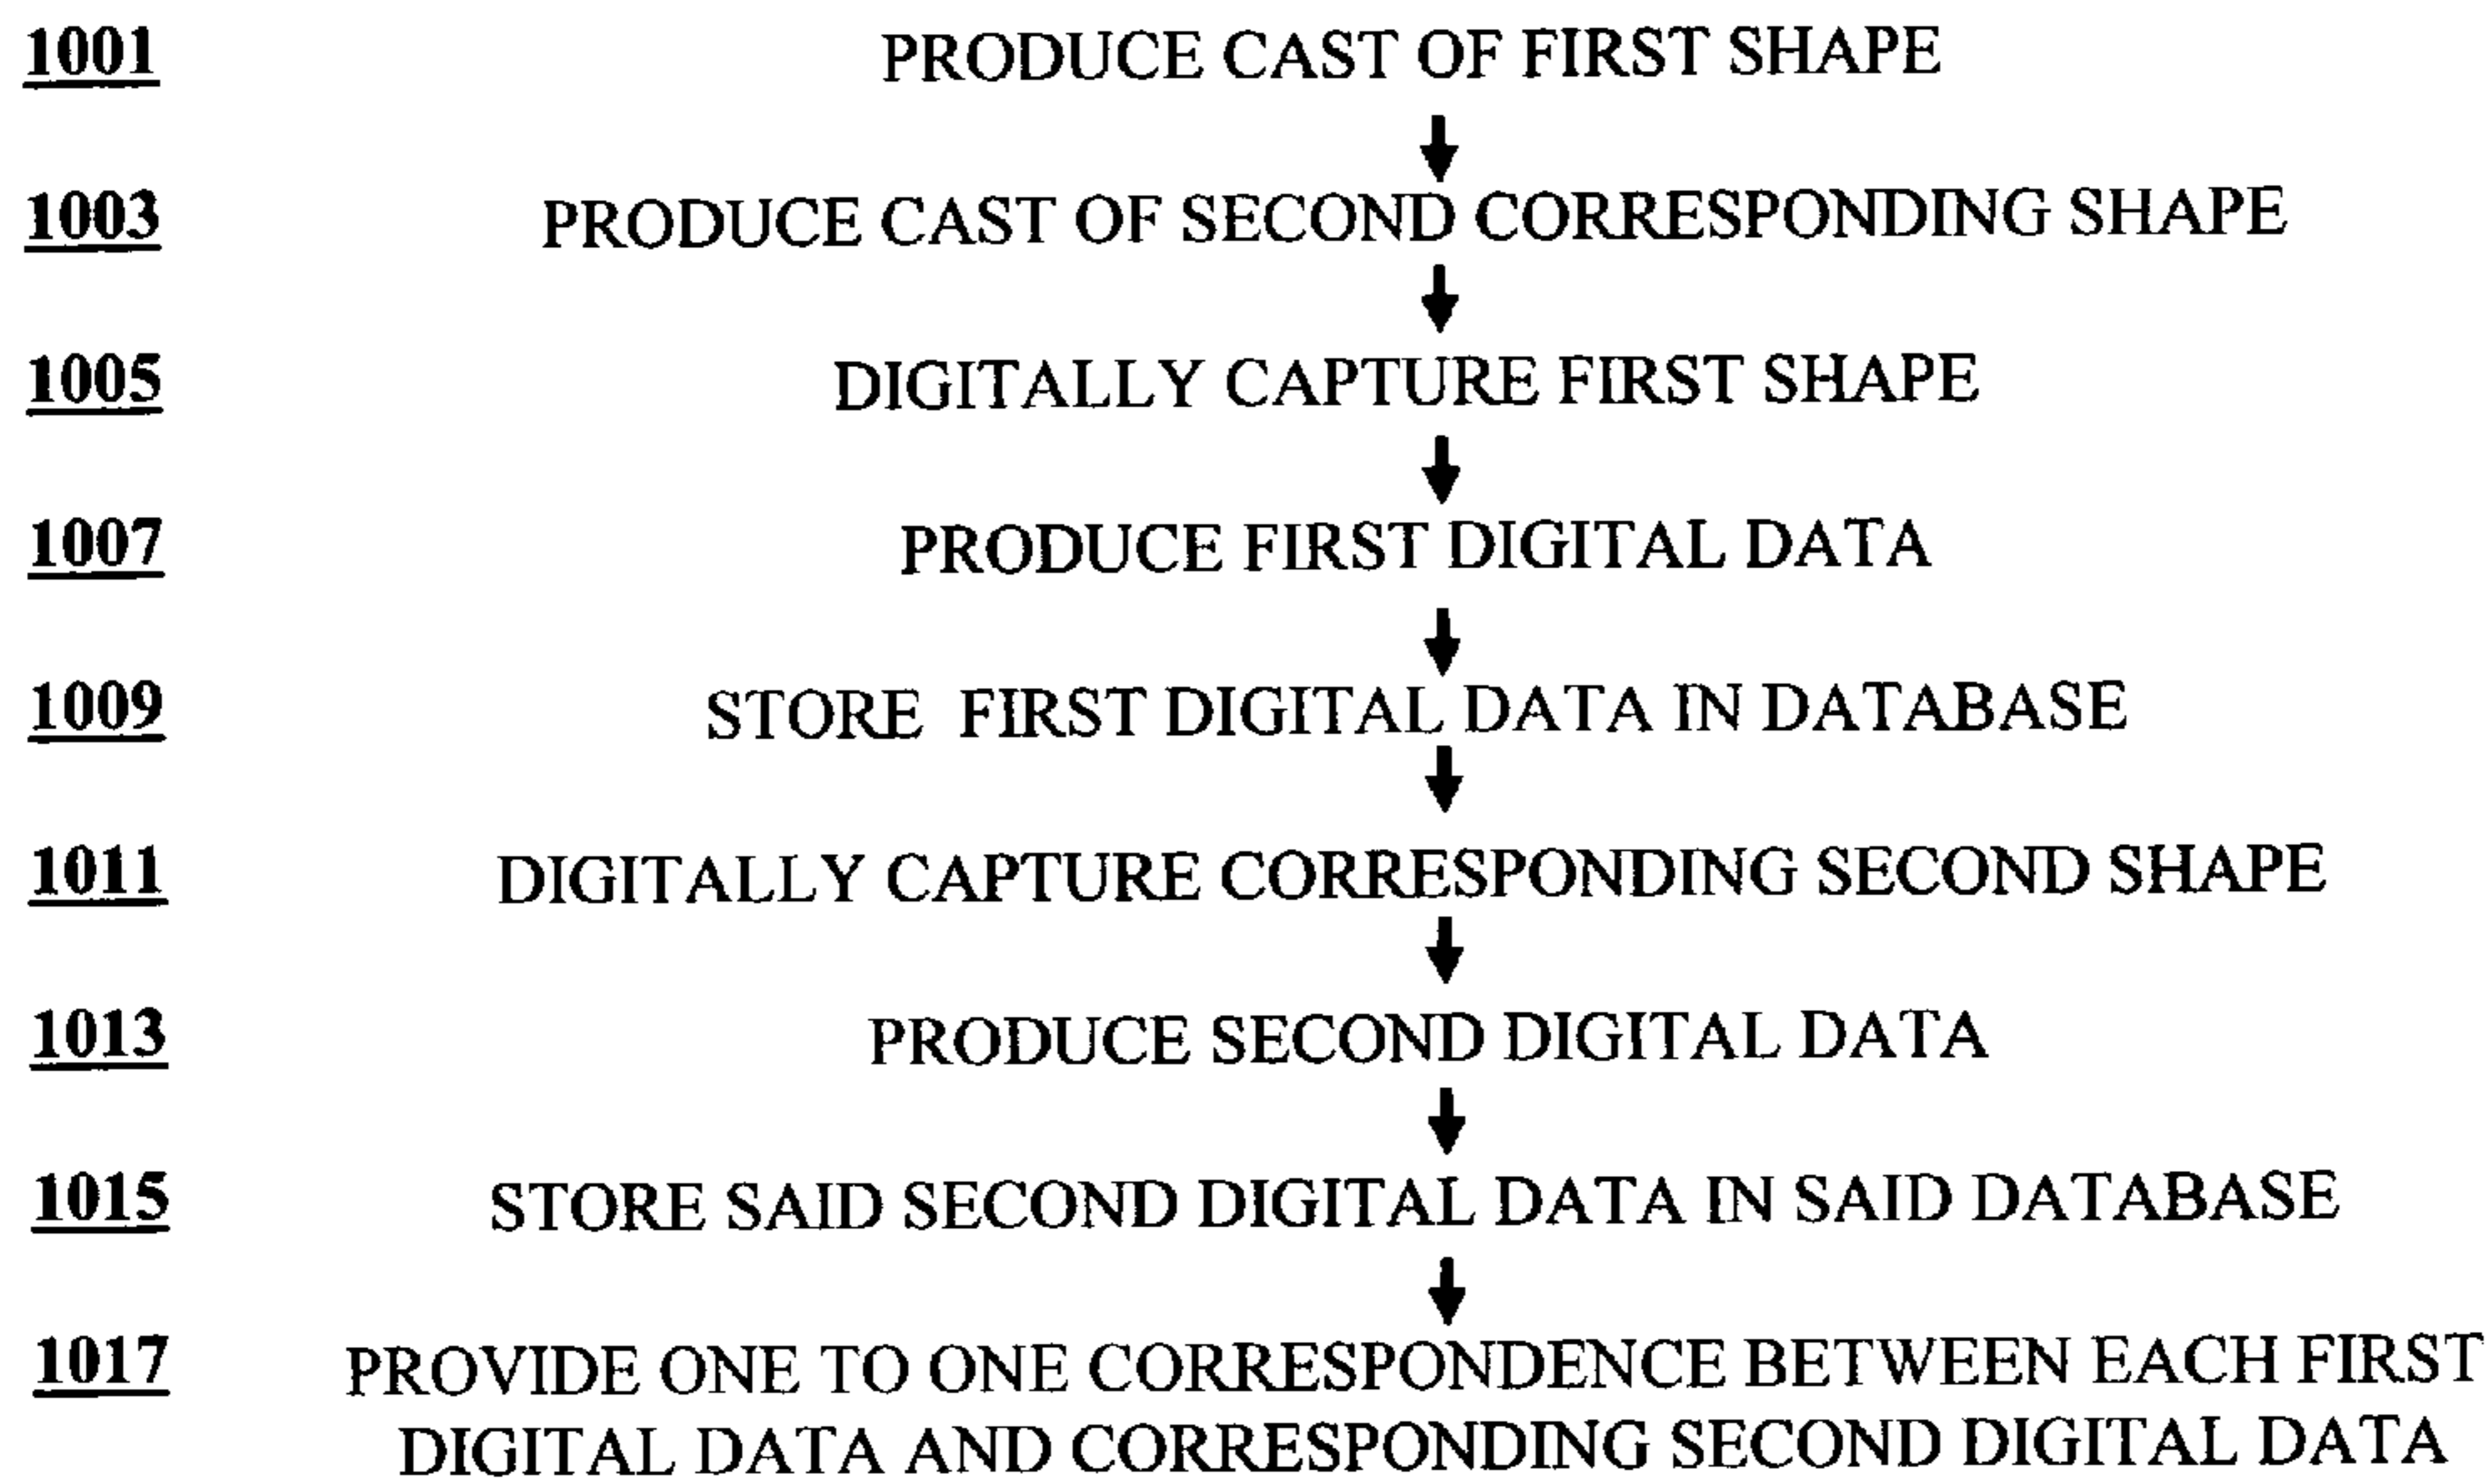 1001 PRODUCE CAST OF FIRST SHAPE
1003 PRODUCE CAST OF SECOND CORRESPONDING SHAPE
1005 DIGITALLY CAPTURE FIRST SHAPE
1007 PRODUCE FIRST DIGITAL DATA
1009 STORE FIRST DIGITAL DATA IN DATABASE
1011 DIGITALLY CAPTURE CORRESPONDING SECOND SHAPE
1013 PRODUCE SECOND DIGITAL DATA
1015 STORE SAID SECOND DIGITAL DATA IN SAID DATABASE
1017 PROVIDE ONE TO ONE CORRESPONDENCE BETWEEN EACH FIRST
DIGITAL DATA AND CORRESPONDING SECOND DIGITAL DATA